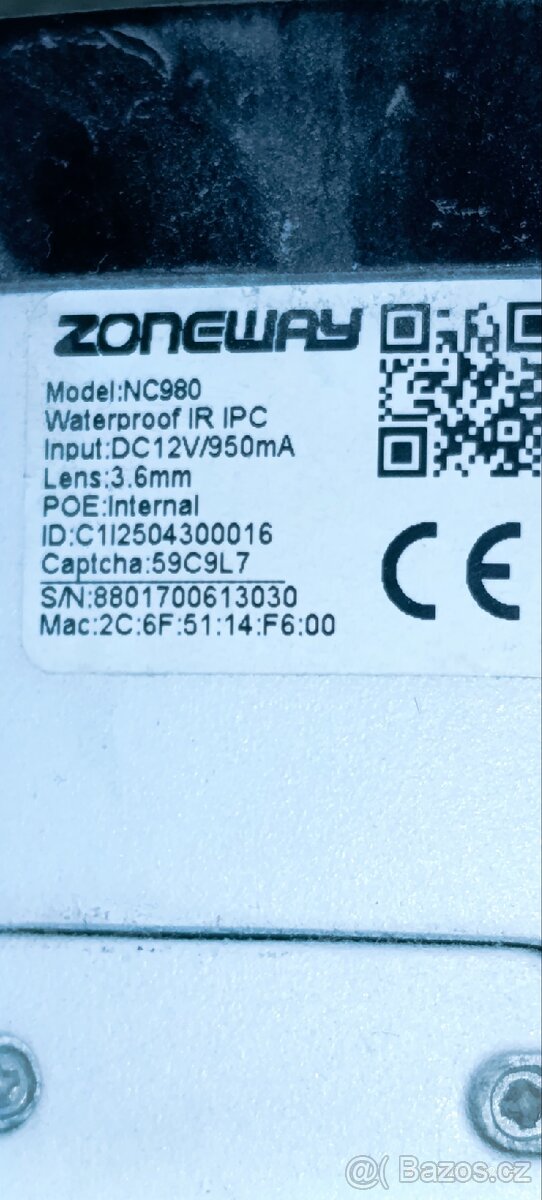 ZONEWAY
Model:NC980
Waterproof IR IPC
Input:DC12V/950mA
Lens:3.6mm
POE:Internal
ID:C1I2504300016
Captcha:59C9L7
S/N:8801700613030
Mac:2C:6F:51:14:F6:00
CE
@( Bazos.cz